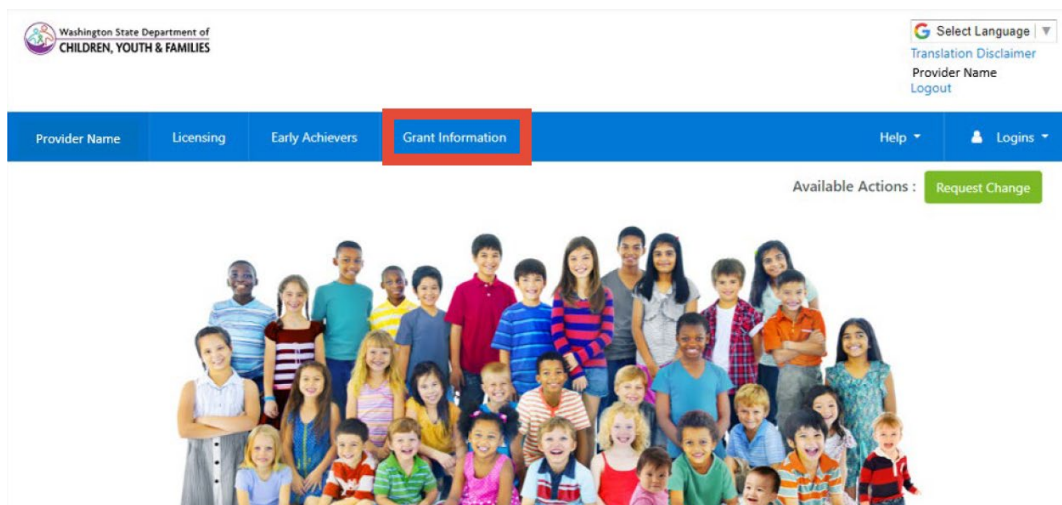 Washington State Department of
CHILDREN, YOUTH & FAMILIES
Select Language
Translation Disclaimer
Provider Name
Logout
Provider Name Licensing Early Achievers Grant Information Help Logins
Available Actions : Request Change